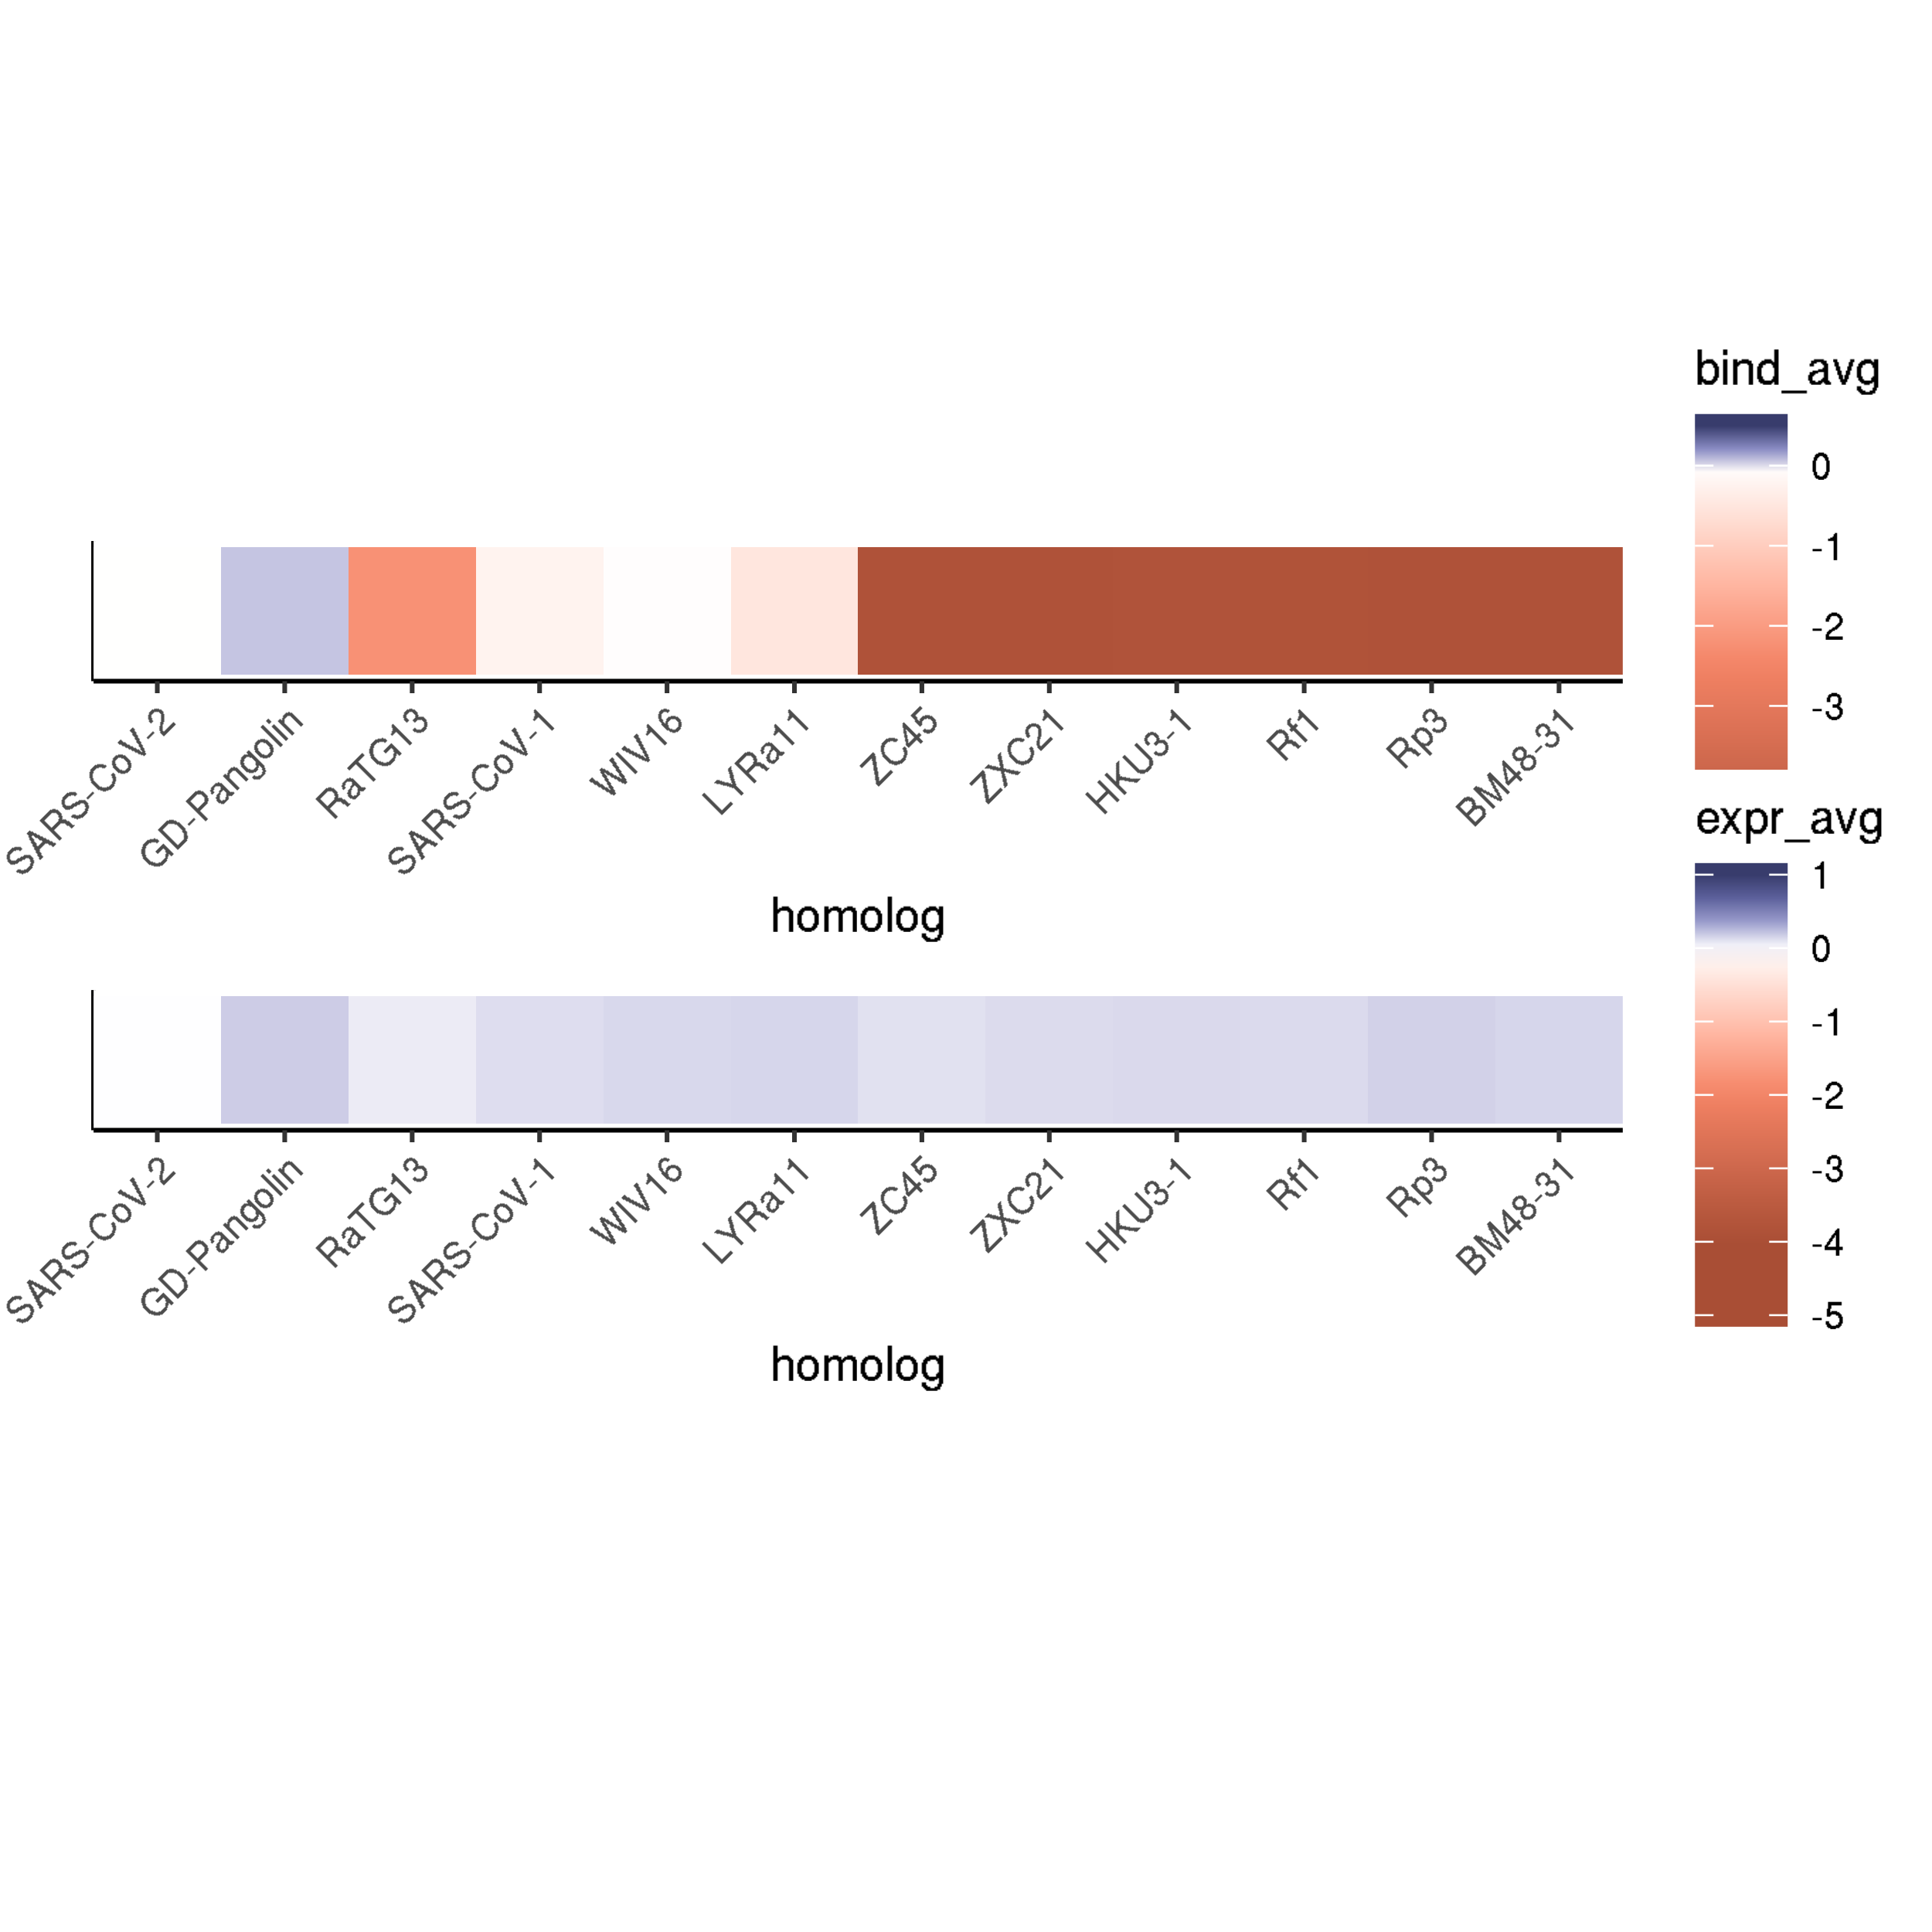 bind_avg
0
-1
-2
-3
SARS-CoV-2
GD-Pangolin
RaTG13
SARS-CoV-1
WIV16
LYRa11
ZC45
ZXC21
HKU3-1
Rf1
Rp3
BM48-31
homolog
expr_avg
1
0
-1
-2
-3
-4
-5
SARS-CoV-2
GD-Pangolin
RaTG13
SARS-CoV-1
WIV16
LYRa11
ZC45
ZXC21
HKU3-1
Rf1
Rp3
BM48-31
homolog